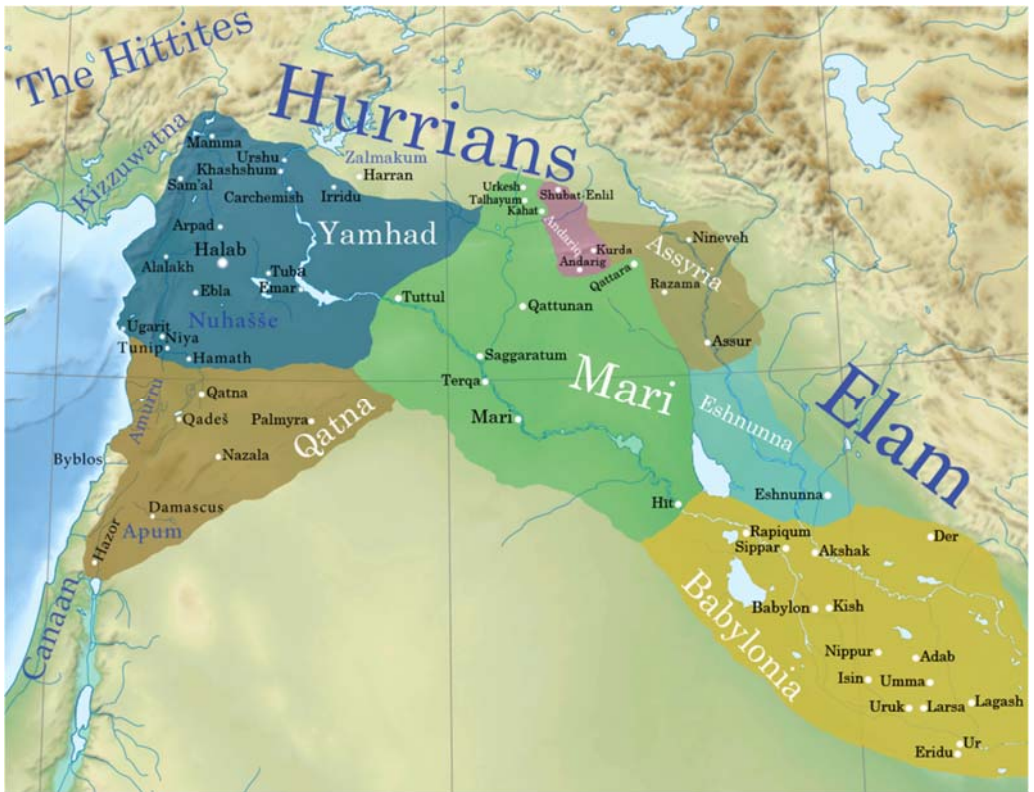 The Hittites
Hurrians
Kizzuwatna
Mamma
Urshu
Khashshum
Zalmakum
Harran
Sam'al
Carchemish
Irridu
Urkesh
Talhayum
Kahat
Shubat-Enlil
Andariq
Arpad
Yamhad
Kurda
Andarig
Assyria
Nineveh
Halab
Alalakh
Tuba
Emar
Qattara
Razama
Ebla
Tuttul
Qattunan
Nuhašše
Ugarit
Niya
Tunip
Hamath
Assur
Saggaratum
Terqa
Mari
Elam
Eshnunna
Amurru
Qatna
Qadeš
Palmyra
Qatna
Mari
Byblos
Nazala
Hit
Eshnunna
Damascus
Apum
Hazor
Rapiqum
Sippar
Akshak
Der
Canaan
Babylonia
Babylon
Kish
Nippur
Adab
Isin
Umma
Uruk
Larsa
Lagash
Ur
Eridu